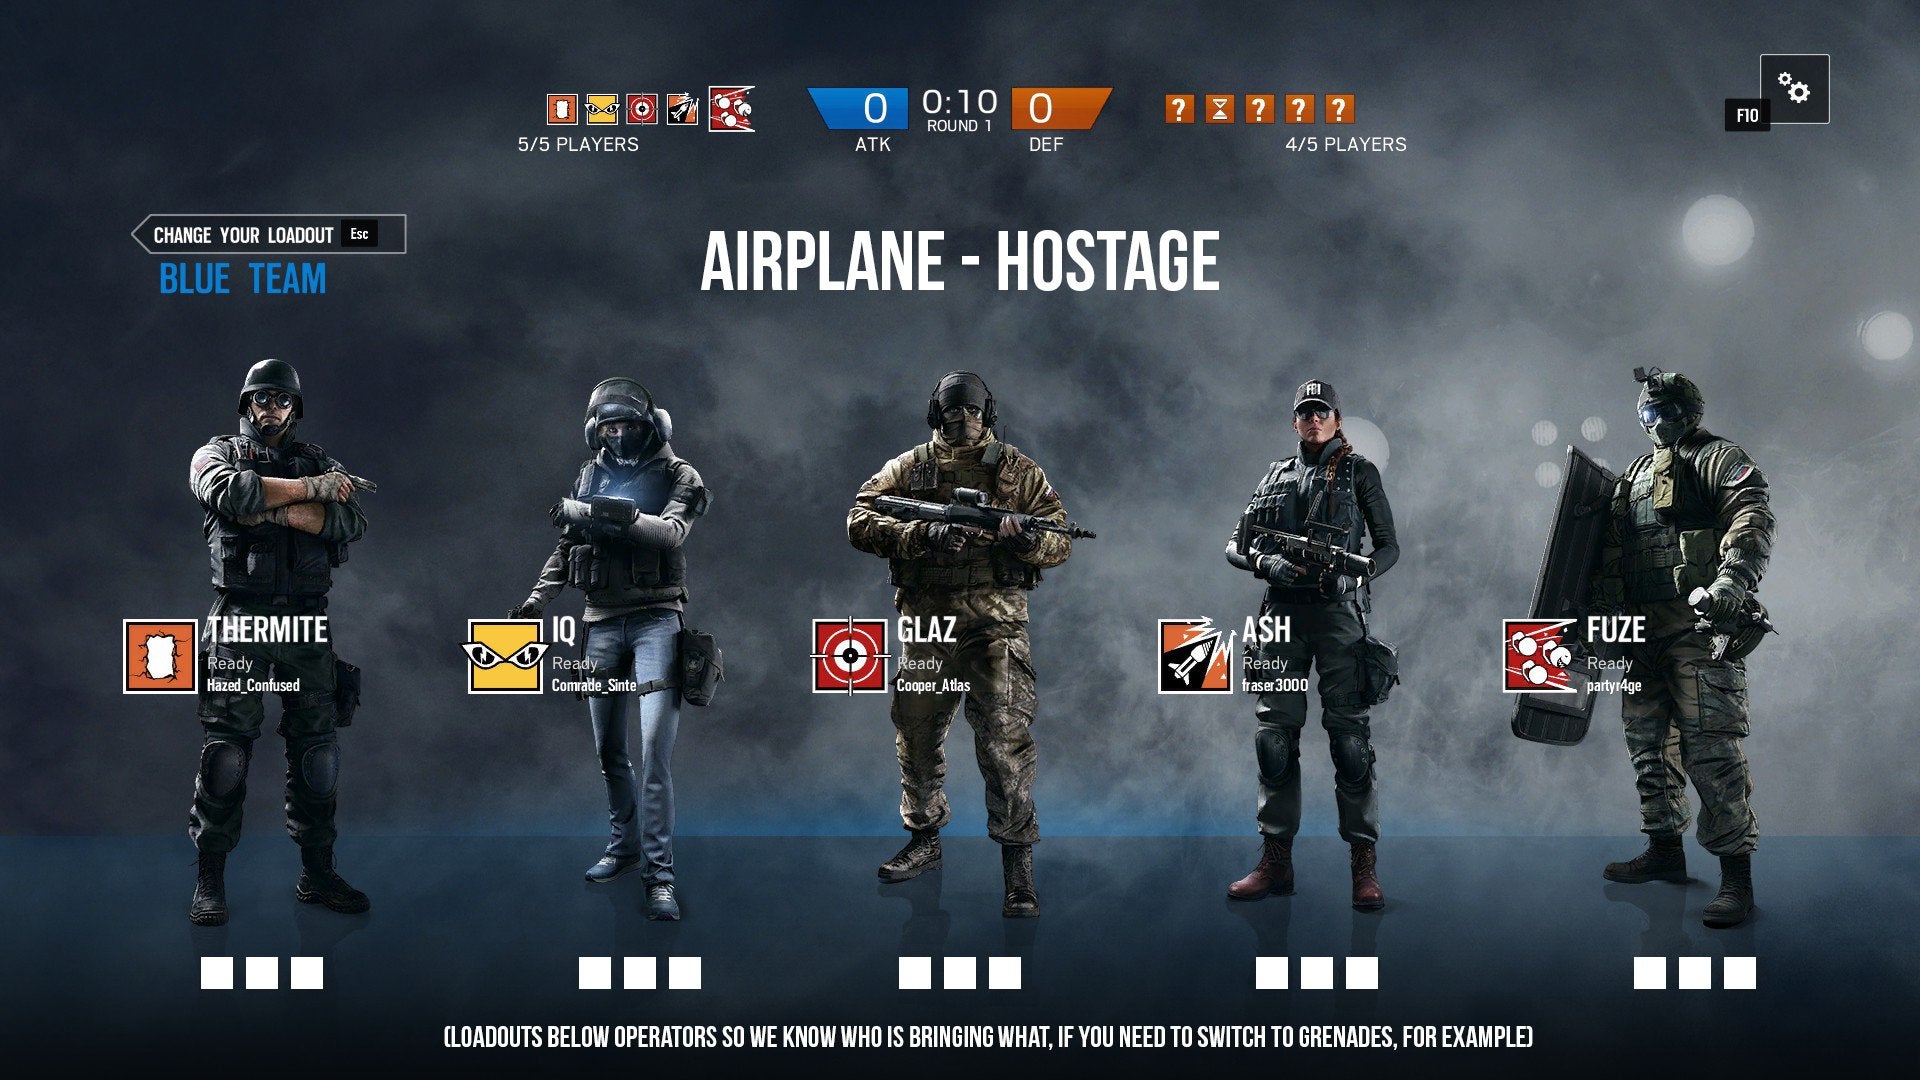 5/5 PLAYERS
0
ATK
0:10
ROUND 1
0
DEF
? ? ? ?
4/5 PLAYERS
F10
CHANGE YOUR LOADOUT Esc
BLUE TEAM
AIRPLANE - HOSTAGE
FBI
THERMITE
Ready
Hazed_Confused
IQ
Ready
Comrade_Sinte
GLAZ
Ready
Cooper_Atlas
ASH
Ready
fraser3000
FUZE
Ready
partyr4ge
(LOADOUTS BELOW OPERATORS SO WE KNOW WHO IS BRINGING WHAT, IF YOU NEED TO SWITCH TO GRENADES, FOR EXAMPLE)